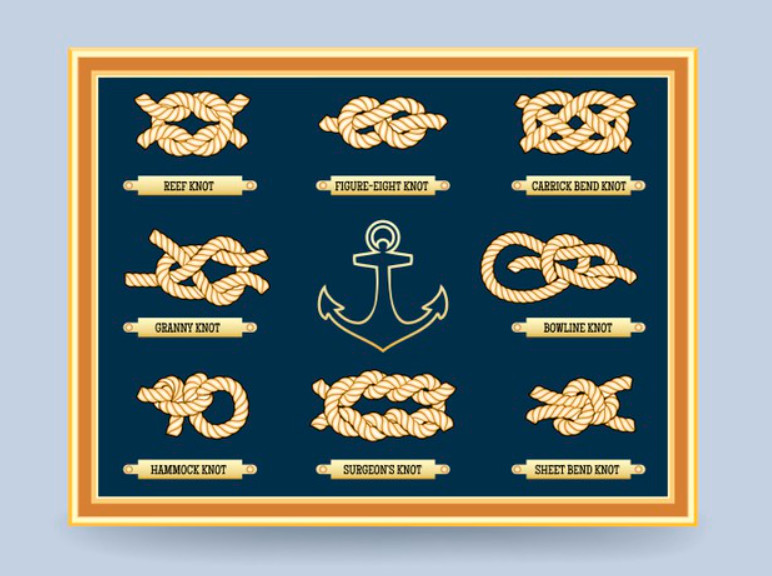 REEF KNOT
FIGURE-EIGHT KNOT
CARRICK BEND KNOT
GRANNY KNOT
BOWLINE KNOT
HAMMOCK KNOT
SURGEON'S KNOT
SHEET BEND KNOT